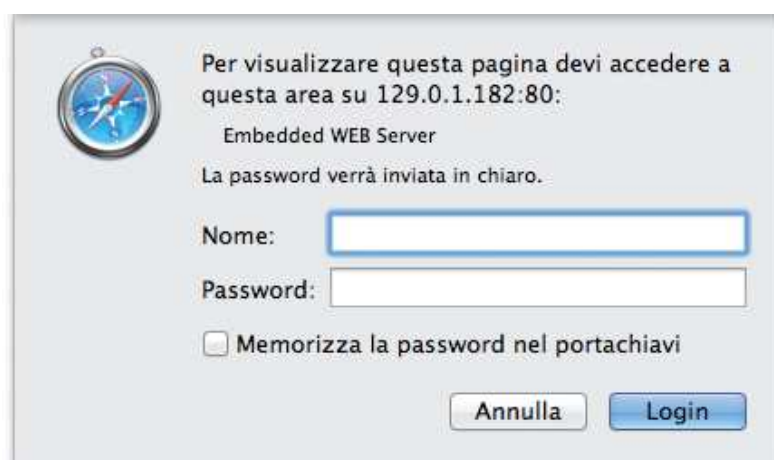 Per visualizzare questa pagina devi accedere a
questa area su 129.0.1.182:80:
Embedded WEB Server
La password verrà inviata in chiaro.
Nome:
Password:
Memorizza la password nel portachiavi
Annulla Login